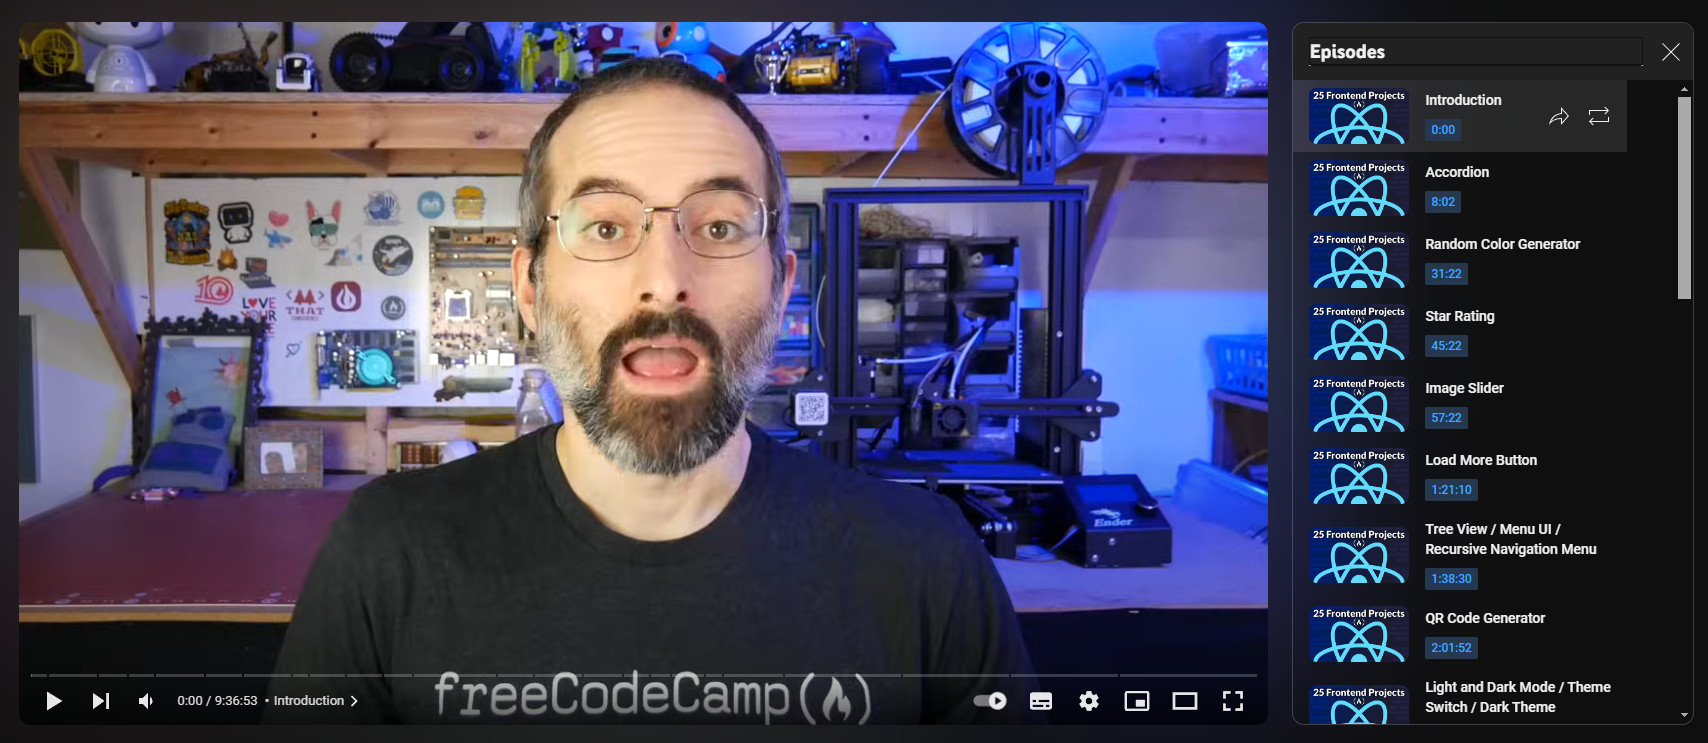 LOVE
YOUR
THAT
CONFERENCE
10
Ender
freeCodeCamp
0:00 / 9:36:53 • Introduction
Episodes
25 Frontend Projects
Introduction
0:00
25 Frontend Projects
Accordion
8:02
25 Frontend Projects
Random Color Generator
31:22
25 Frontend Projects
Star Rating
45:22
25 Frontend Projects
Image Slider
57:22
25 Frontend Projects
Load More Button
1:21:10
25 Frontend Projects
Tree View / Menu UI /
Recursive Navigation Menu
1:38:30
25 Frontend Projects
QR Code Generator
2:01:52
25 Frontend Projects
Light and Dark Mode / Theme
Switch / Dark Theme